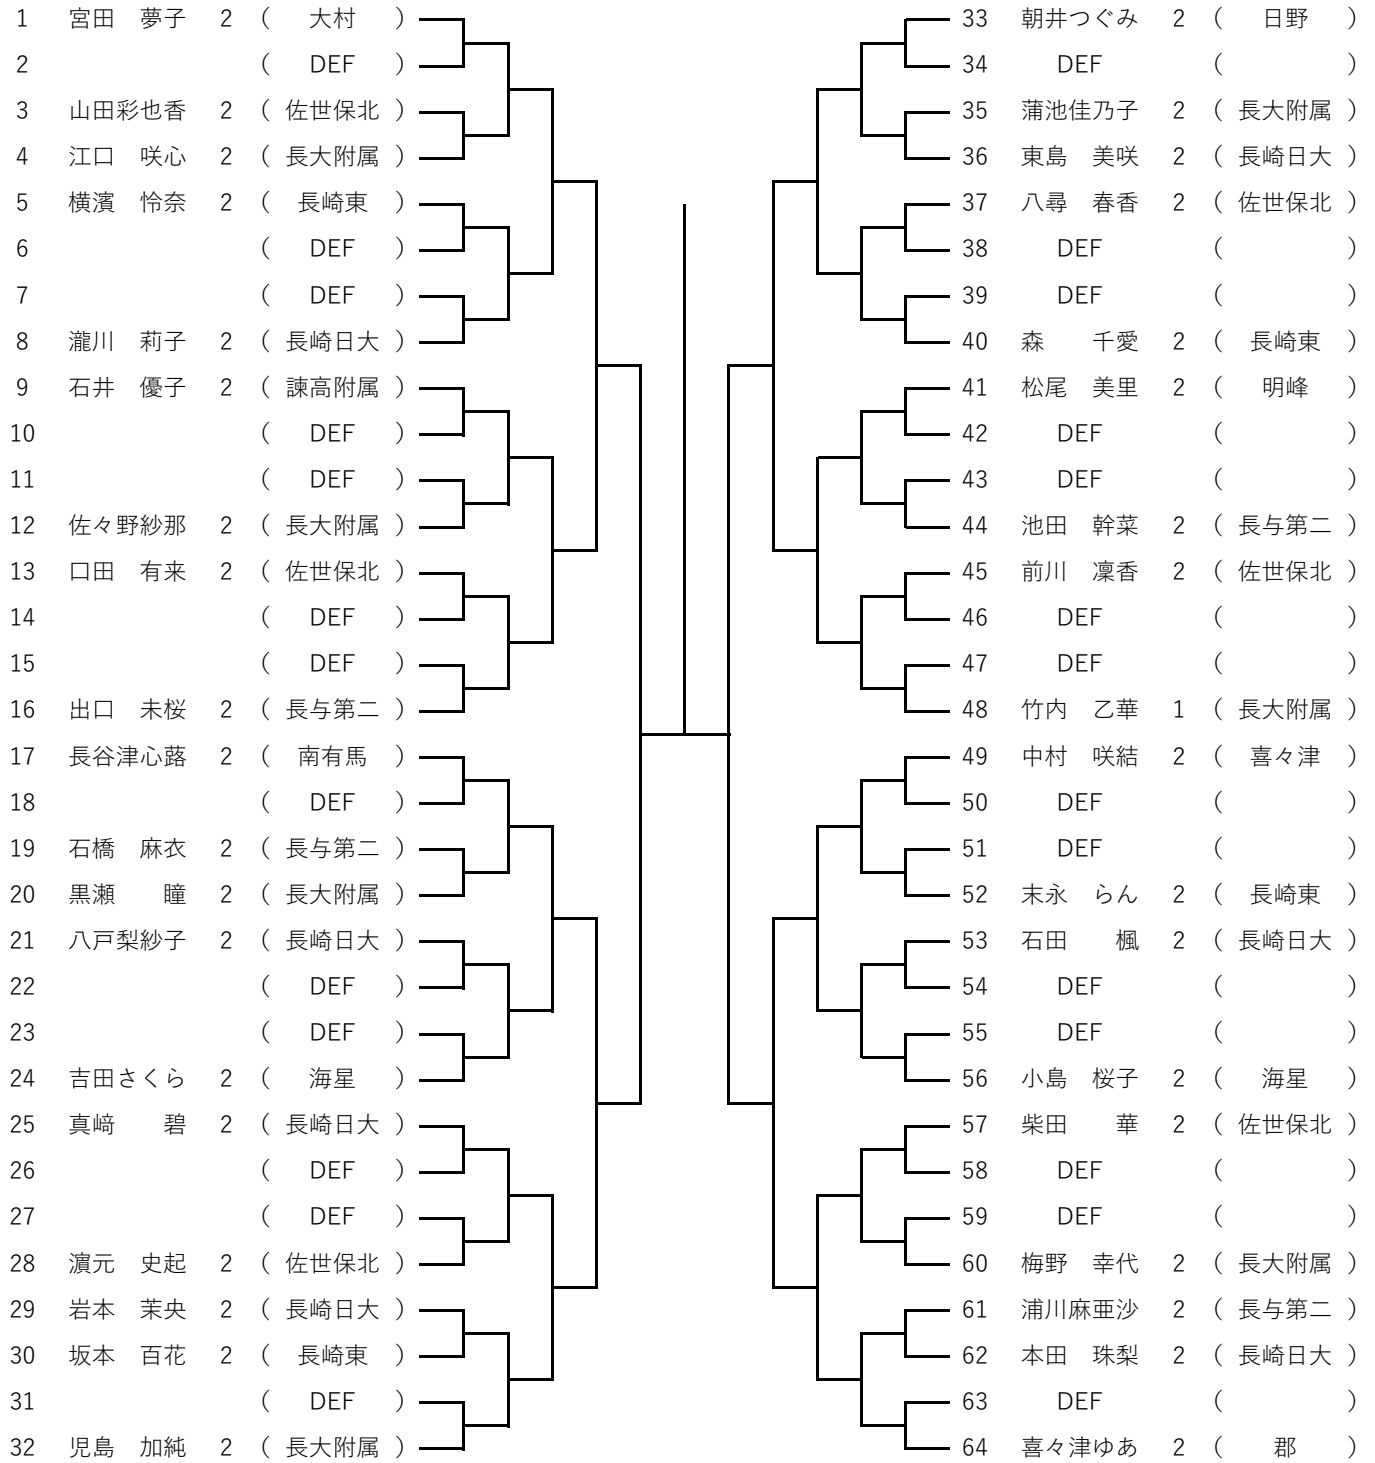 1 宮田 夢子 2 ( 大村 )
2 ( DEF )
3 山田彩也香 2 ( 佐世保北 )
4 江口 咲心 2 ( 長大附属 )
5 横濱 怜奈 2 ( 長崎東 )
6 ( DEF )
7 ( DEF )
8 瀧川 莉子 2 ( 長崎日大 )
9 石井 優子 2 ( 諫高附属 )
10 ( DEF )
11 ( DEF )
12 佐々野紗那 2 ( 長大附属 )
13 口田 有来 2 ( 佐世保北 )
14 ( DEF )
15 ( DEF )
16 出口 未桜 2 ( 長与第二 )
17 長谷津心蕗 2 ( 南有馬 )
18 ( DEF )
19 石橋 麻衣 2 ( 長与第二 )
20 黒瀬 瞳 2 ( 長大附属 )
21 八戸梨紗子 2 ( 長崎日大 )
22 ( DEF )
23 ( DEF )
24 吉田さくら 2 ( 海星 )
25 真﨑 碧 2 ( 長崎日大 )
26 ( DEF )
27 ( DEF )
28 濵元 史起 2 ( 佐世保北 )
29 岩本 茉央 2 ( 長崎日大 )
30 坂本 百花 2 ( 長崎東 )
31 ( DEF )
32 児島 加純 2 ( 長大附属 )
33 朝井つぐみ 2 ( 日野 )
34 DEF ( )
35 蒲池佳乃子 2 ( 長大附属 )
36 東島 美咲 2 ( 長崎日大 )
37 八尋 春香 2 ( 佐世保北 )
38 DEF ( )
39 DEF ( )
40 森 千愛 2 ( 長崎東 )
41 松尾 美里 2 ( 明峰 )
42 DEF ( )
43 DEF ( )
44 池田 幹菜 2 ( 長与第二 )
45 前川 凜香 2 ( 佐世保北 )
46 DEF ( )
47 DEF ( )
48 竹内 乙華 1 ( 長大附属 )
49 中村 咲結 2 ( 喜々津 )
50 DEF ( )
51 DEF ( )
52 末永 らん 2 ( 長崎東 )
53 石田 楓 2 ( 長崎日大 )
54 DEF ( )
55 DEF ( )
56 小島 桜子 2 ( 海星 )
57 柴田 華 2 ( 佐世保北 )
58 DEF ( )
59 DEF ( )
60 梅野 幸代 2 ( 長大附属 )
61 浦川麻亜沙 2 ( 長与第二 )
62 本田 珠梨 2 ( 長崎日大 )
63 DEF ( )
64 喜々津ゆあ 2 ( 郡 )